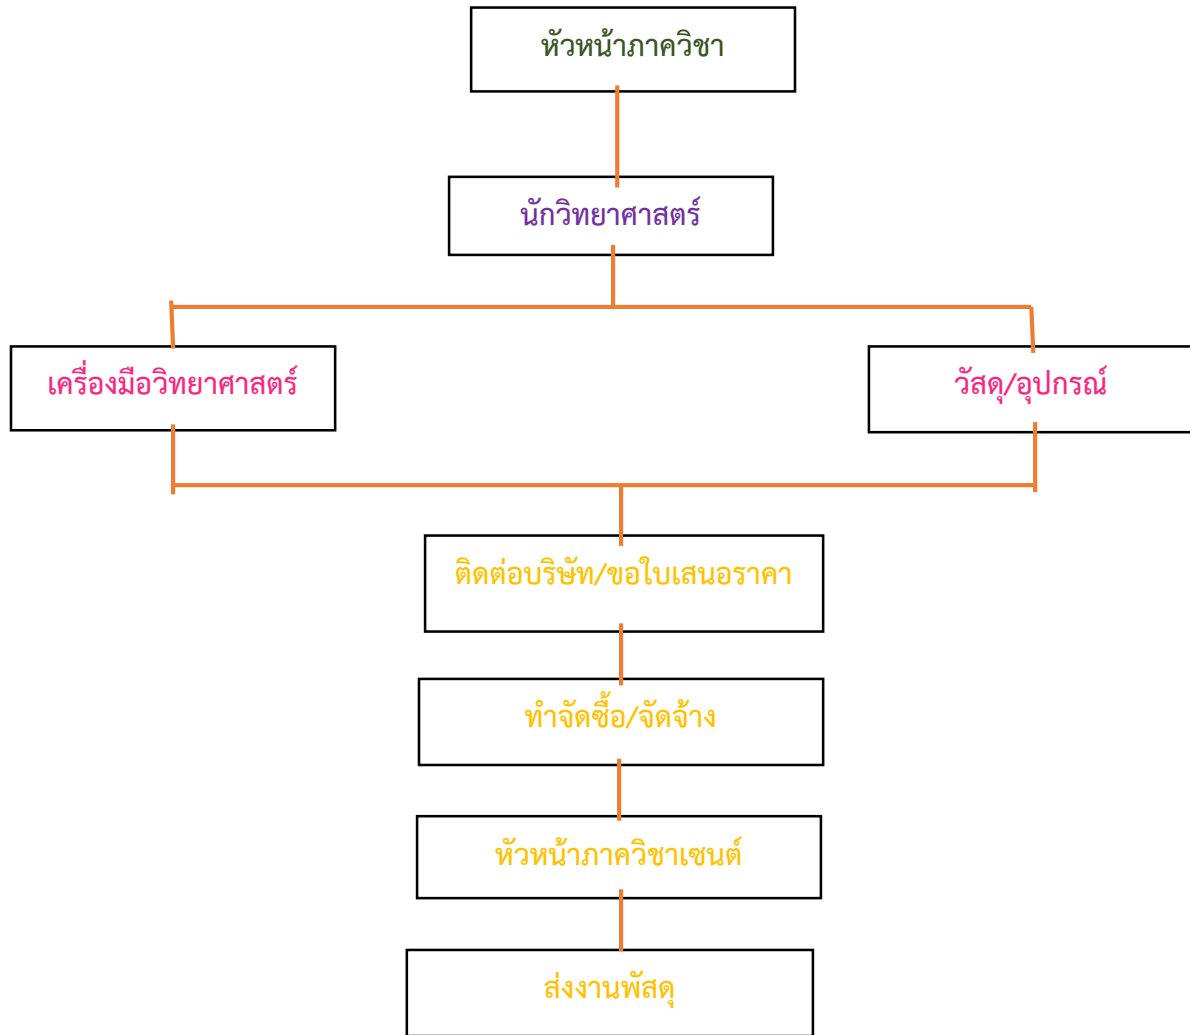 หัวหน้าภาควิชา
นักวิทยาศาสตร์
เครื่องมือวิทยาศาสตร์
วัสดุ/อุปกรณ์
ติดต่อบริษัท/ขอใบเสนอราคา
ทำจัดซื้อ/จัดจ้าง
หัวหน้าภาควิชาเซนต์
ส่งงานพัสดุ